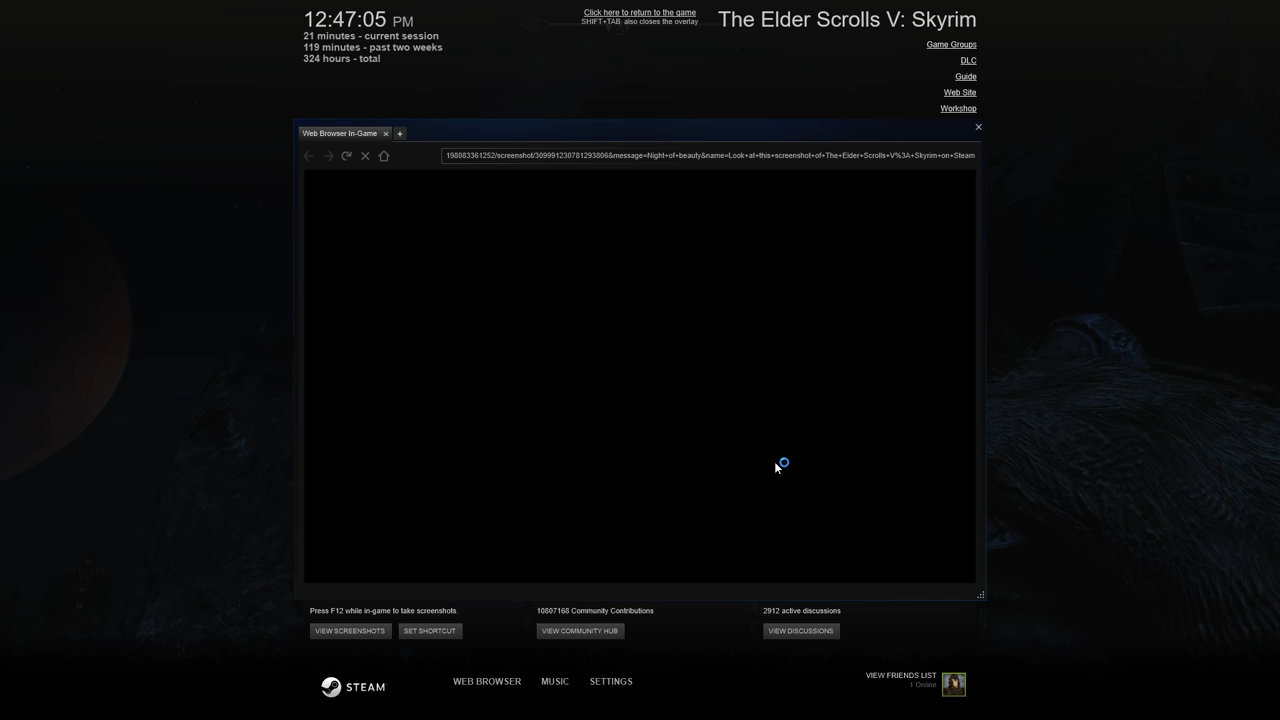 12:47:05 PM
21 minutes - current session
119 minutes - past two weeks
324 hours - total
Click here to return to the game
SHIFT+TAB also closes the overlay
The Elder Scrolls V: Skyrim
Game Groups
DLC
Guide
Web Site
Workshop
Web Browser In-Game
198083361252/screenshot/309991230781293806&message=Night+of+beauty&name=Look+at+this+screenshot+of+The+Elder+Scrolls+V%3A+Skyrim+on+Steam
Press F12 while in-game to take screenshots.
VIEW SCREENSHOTS
SET SHORTCUT
10807168 Community Contributions
VIEW COMMUNITY HUB
2912 active discussions
VIEW DISCUSSIONS
STEAM
WEB BROWSER
MUSIC
SETTINGS
VIEW FRIENDS LIST
1 Online